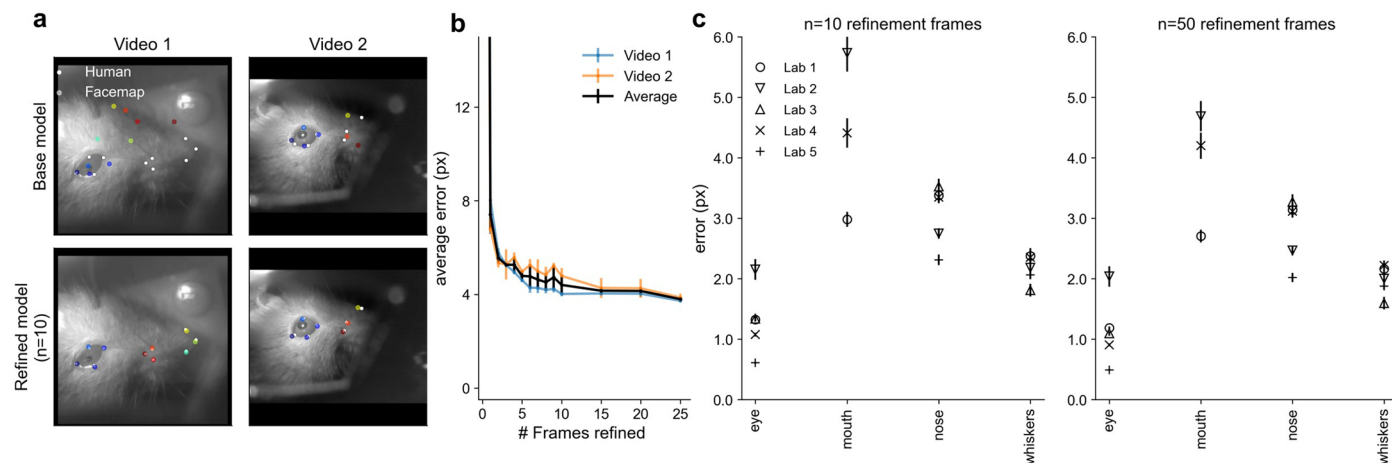 a
Video 1
Video 2
Base model
Human
Facemap
Refined model
(n=10)
b
average error (px)
12
8
4
0
Video 1
Video 2
Average
0
5
10
15
20
25
# Frames refined
c
n=10 refinement frames
error (px)
6.0
5.0
4.0
3.0
2.0
1.0
0.0
Lab 1
Lab 2
Lab 3
Lab 4
Lab 5
eye
mouth
nose
whiskers
n=50 refinement frames
6.0
5.0
4.0
3.0
2.0
1.0
0.0
eye
mouth
nose
whiskers